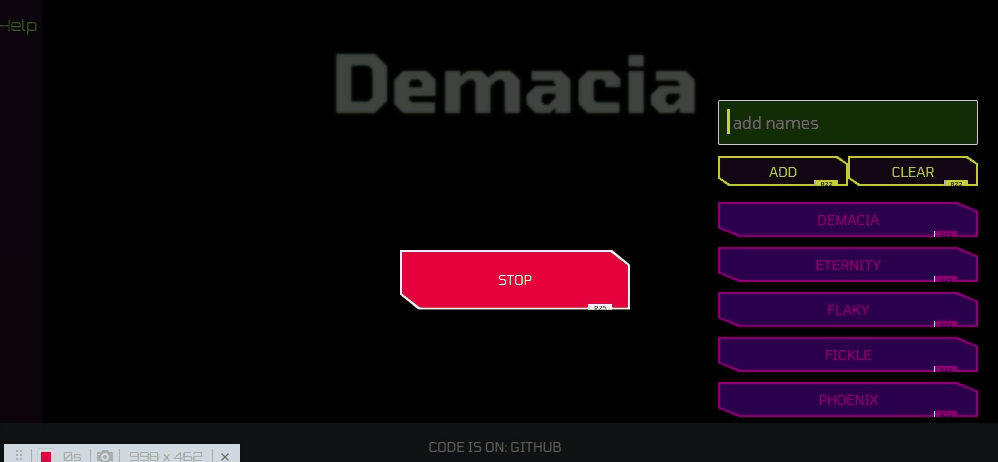 Help
Demacia
add names
ADD
CLEAR
DEMACIA
ETERNITY
FLAKY
FICKLE
PHOENIX
STOP
R25
CODE IS ON: GITHUB
0s
998 x 462